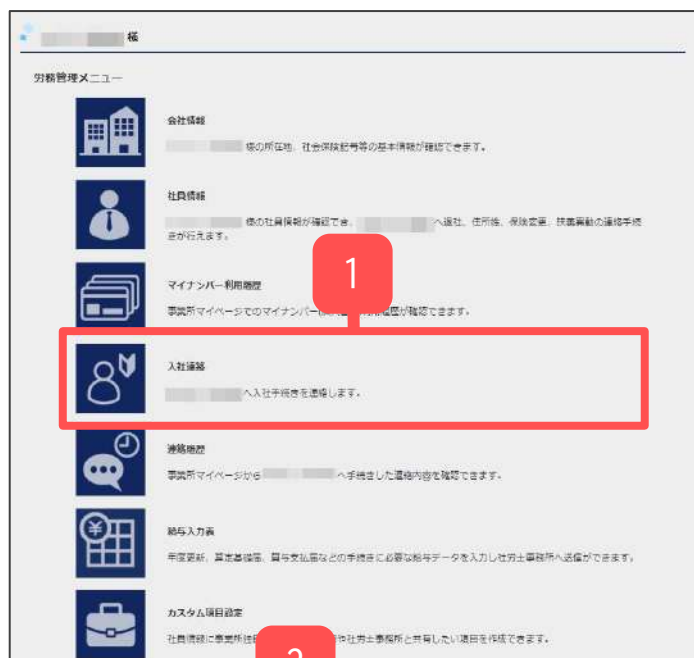 様
労務管理メニュー
会社情報
様の所在地、社会保険記号等の基本情報が確認できます。
社員情報
様の社員情報が確認でき、 へ退社、住所姓、保険変更、扶養異動の連絡手続
きが行えます。
1
マイナンバー利用履歴
事業所マイページでのマイナンバー 履歴が確認できます。
入社連絡
へ入社手続きを連絡します。
連絡履歴
事業所マイページから へ手続きした連絡内容を確認できます。
給与入力表
年度更新、算定基礎届、賞与支払届などの手続きに必要な給与データを入力し社労士事務所へ送信ができます。
カスタム項目設定
社員情報に事業所独 や社労士事務所と共有したい項目を作成できます。